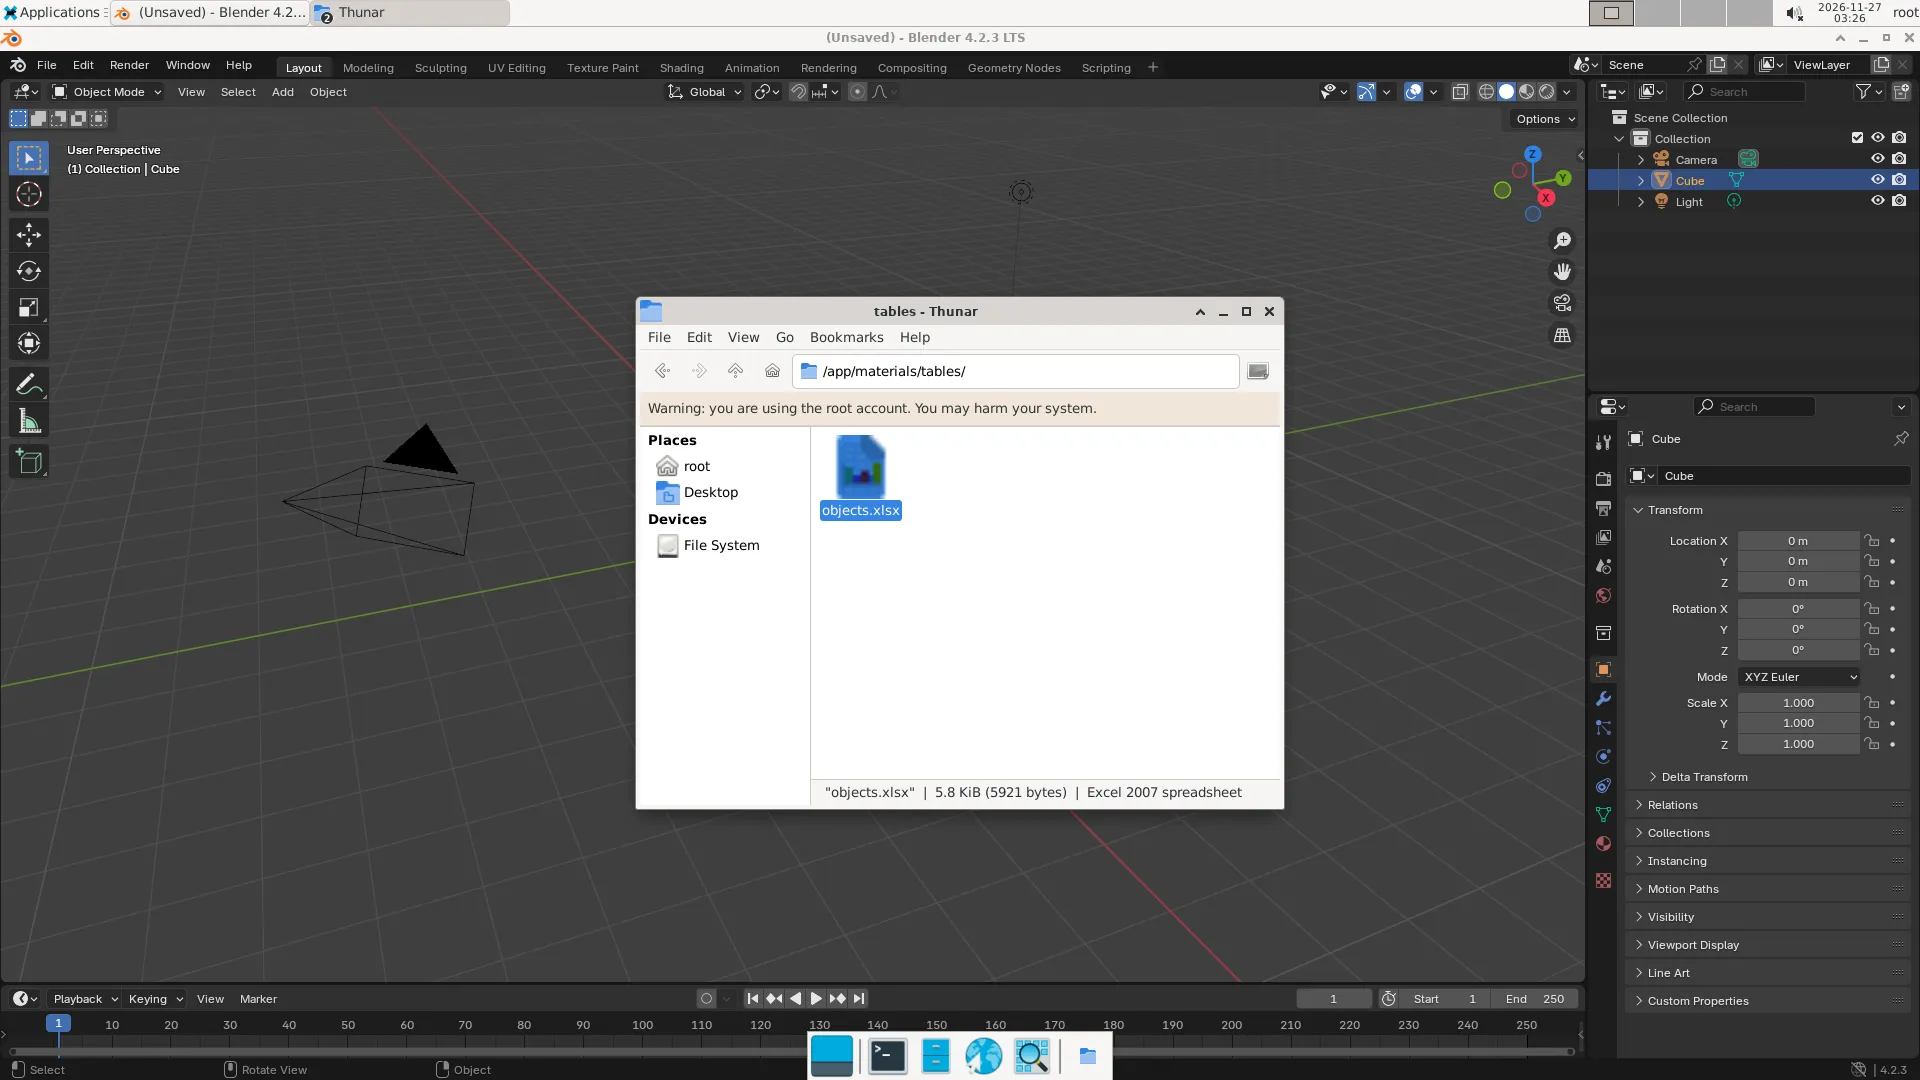 Applications
(Unsaved) - Blender 4.2...
2
Thunar
2026-11-27
03:26
root
(Unsaved) - Blender 4.2.3 LTS
File Edit Render Window Help
Layout Modeling Sculpting UV Editing Texture Paint Shading Animation Rendering Compositing Geometry Nodes Scripting
Scene
ViewLayer
Object Mode View Select Add Object
Global
Search
Options
User Perspective
(1) Collection | Cube
Z
Y
X
Scene Collection
Collection
Camera
Cube
Light
tables - Thunar
File Edit View Go Bookmarks Help
/app/materials/tables/
Warning: you are using the root account. You may harm your system.
Places
root
Desktop
Devices
File System
objects.xlsx
"objects.xlsx" | 5.8 KiB (5921 bytes) | Excel 2007 spreadsheet
Search
Cube
Cube
Transform
Location X 0 m
Y 0 m
Z 0 m
Rotation X 0°
Y 0°
Z 0°
Mode XYZ Euler
Scale X 1.000
Y 1.000
Z 1.000
Delta Transform
Relations
Collections
Instancing
Motion Paths
Visibility
Viewport Display
Line Art
Custom Properties
Playback Keying View Marker
1
Start 1
End 250
1 10 20 30 40 50 60 70 80 90 100 110 120 130 140 150 160 170 180 190 200 210 220 230 240 250
Select
Rotate View
Object
4.2.3